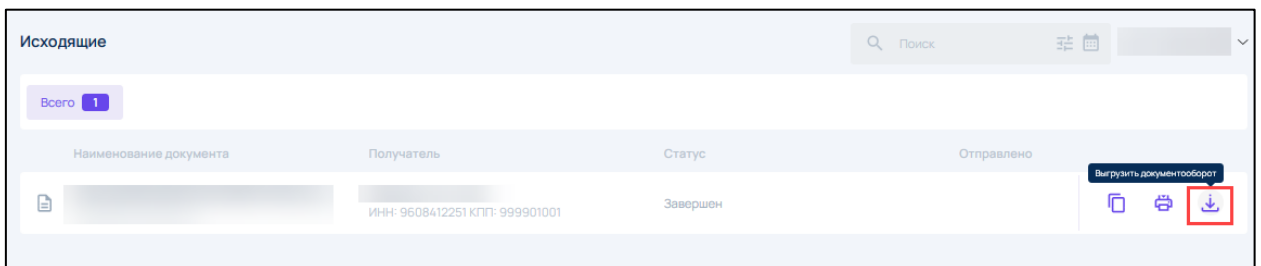 Исходящие
Поиск
Всего 1
Наименование документа Получатель Статус Отправлено
Выгрузить документооборот
ИНН: 9608412251 КПП: 999901001
Завершен